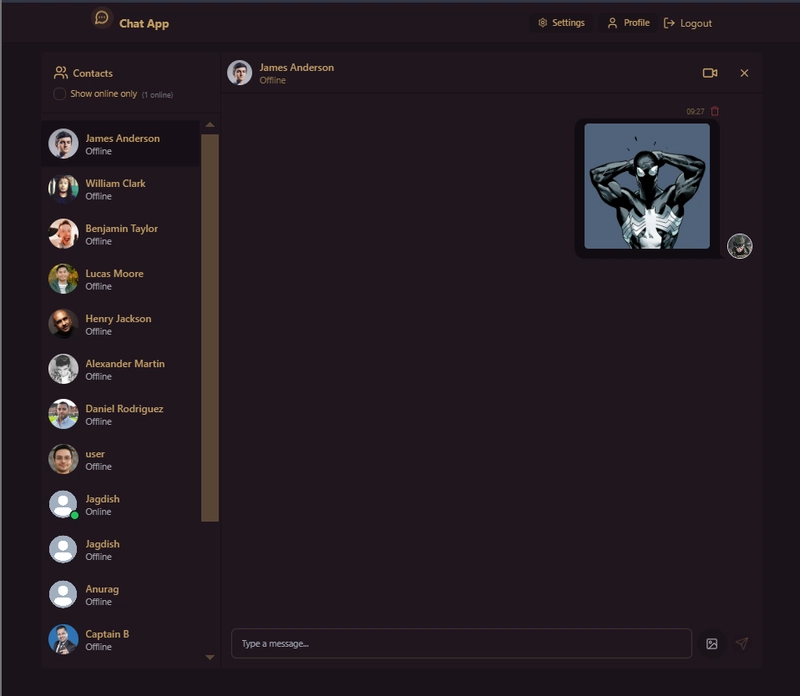 Chat App
Settings
Profile
Logout
Contacts
Show online only (1 online)
James Anderson
Offline
William Clark
Offline
Benjamin Taylor
Offline
Lucas Moore
Offline
Henry Jackson
Offline
Alexander Martin
Offline
Daniel Rodriguez
Offline
user
Offline
Jagdish
Online
Jagdish
Offline
Anurag
Offline
Captain B
Offline
James Anderson
Offline
09:27
Type a message...